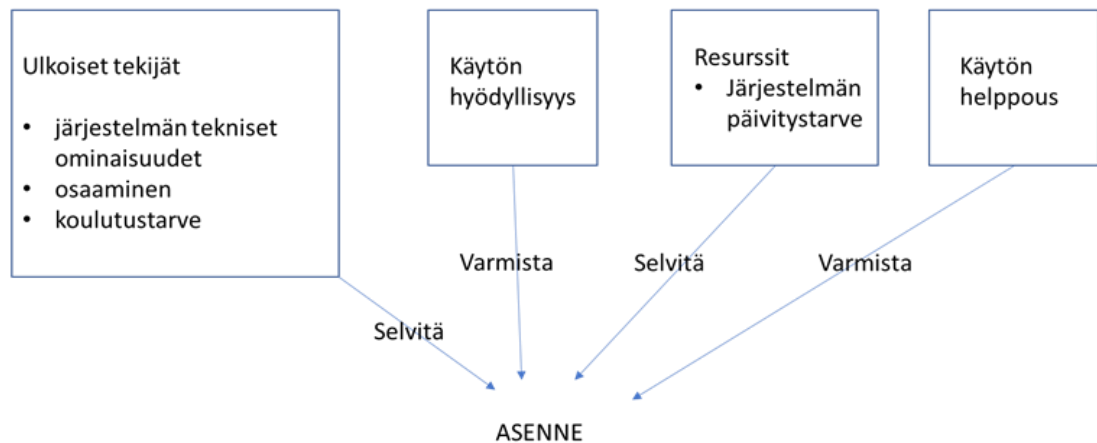 Ulkoiset tekijät
• järjestelmän tekniset
ominaisuudet
• osaaminen
• koulutustarve
Käytön
hyödyllisyys
Resurssit
• Järjestelmän
päivitystarve
Käytön
helppous
Selvitä
Varmista
Selvitä
Varmista
ASENNE